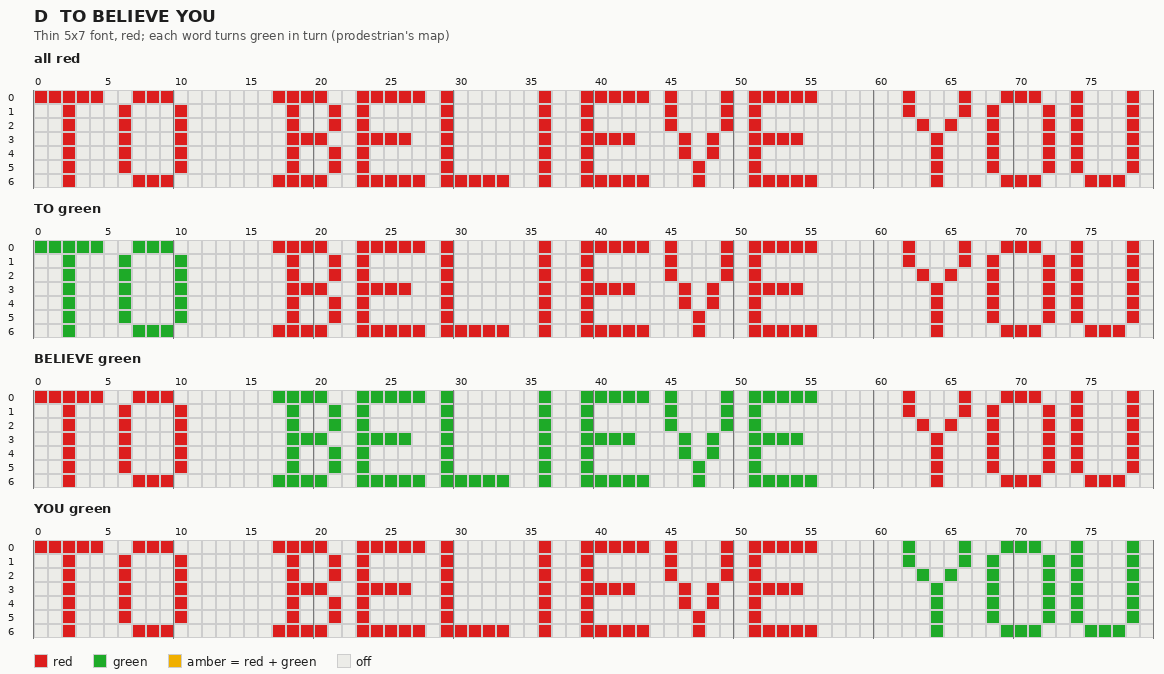 D TO BELIEVE YOU
Thin 5x7 font, red; each word turns green in turn (prodestrian's map)
all red
0 5 10 15 20 25 30 35 40 45 50 55 60 65 70 75
0
1
2
3
4
5
6
TO BELIEVE YOU
TO green
0 5 10 15 20 25 30 35 40 45 50 55 60 65 70 75
0
1
2
3
4
5
6
TO BELIEVE YOU
BELIEVE green
0 5 10 15 20 25 30 35 40 45 50 55 60 65 70 75
0
1
2
3
4
5
6
TO BELIEVE YOU
YOU green
0 5 10 15 20 25 30 35 40 45 50 55 60 65 70 75
0
1
2
3
4
5
6
TO BELIEVE YOU
red green amber = red + green off